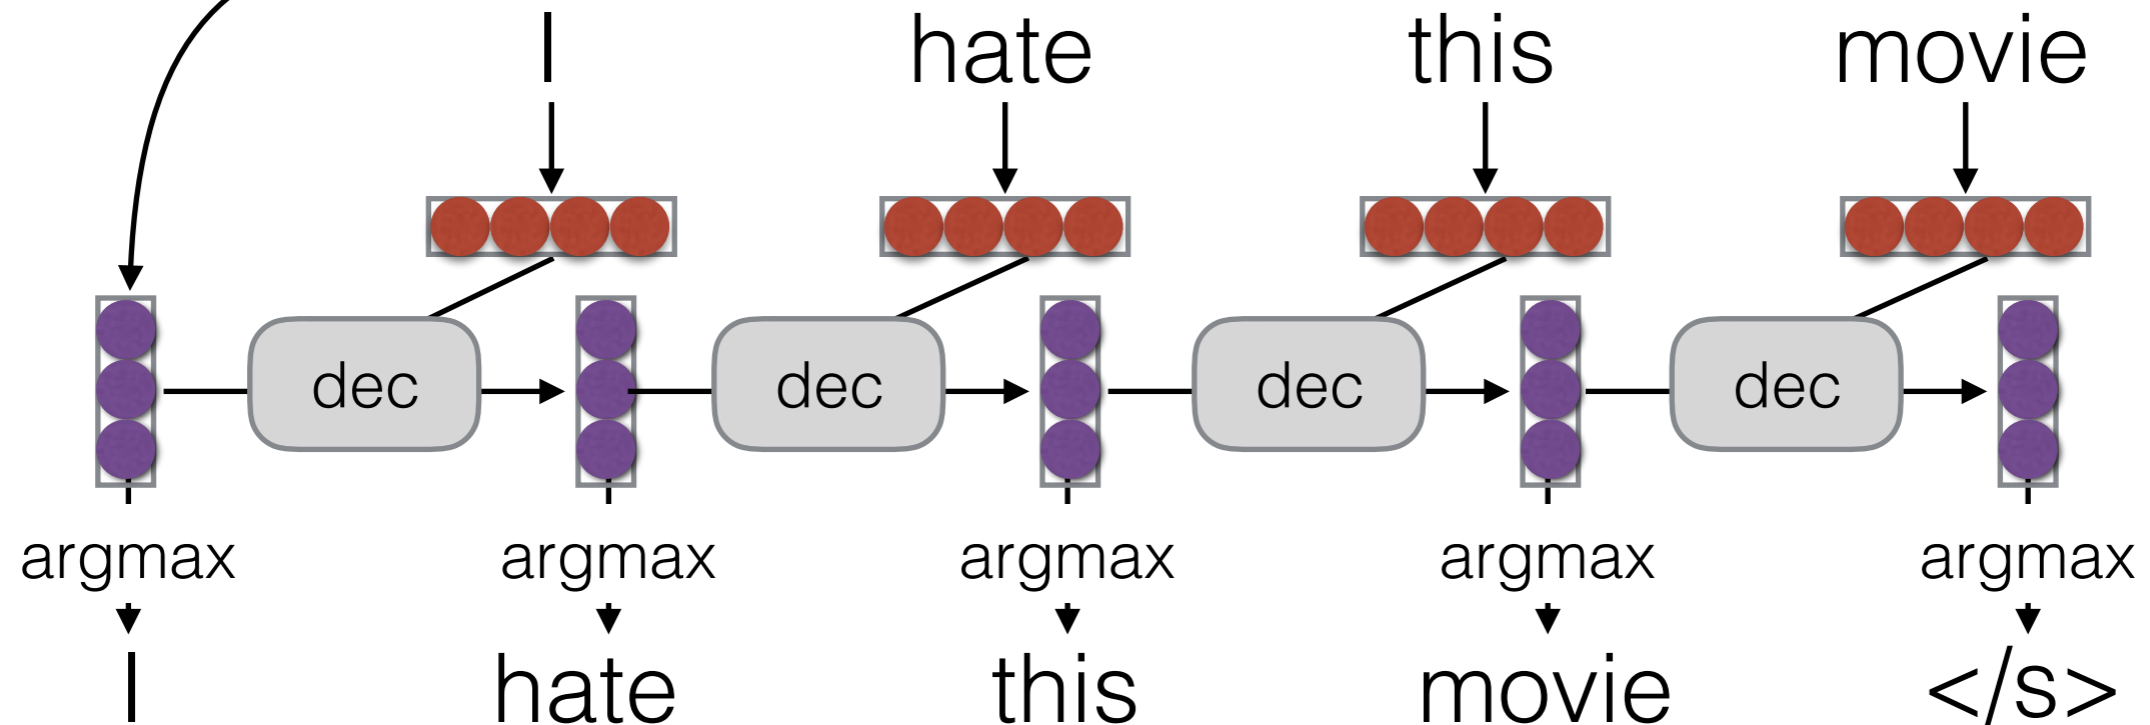 I hate this movie
dec dec dec dec
argmax argmax argmax argmax argmax
I hate this movie </s>